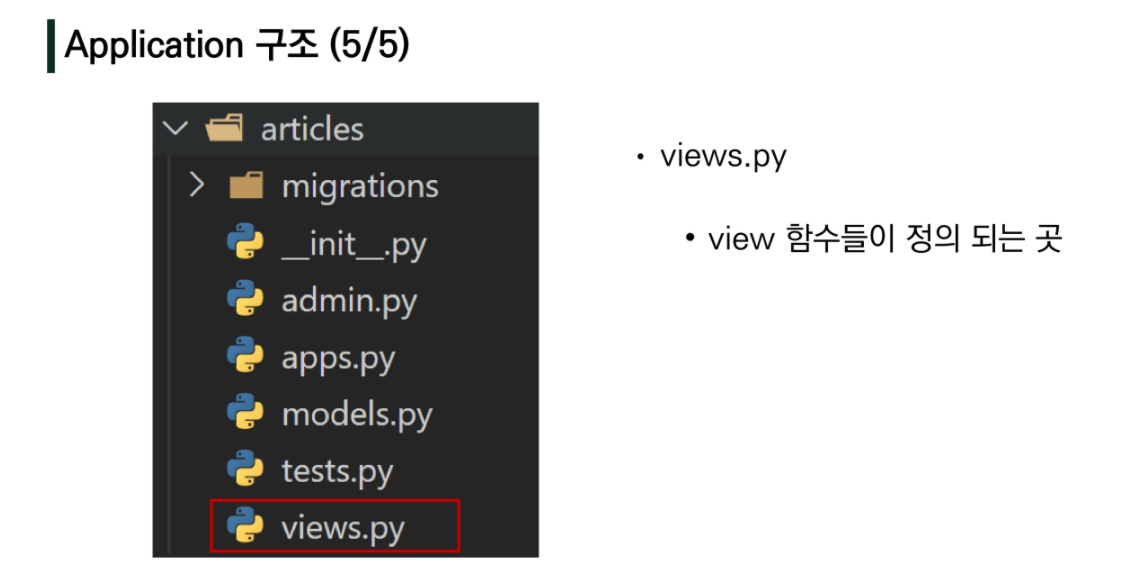 Application 구조 (5/5)
articles
migrations
__init__.py
admin.py
apps.py
models.py
tests.py
views.py
• views.py
• view 함수들이 정의 되는 곳